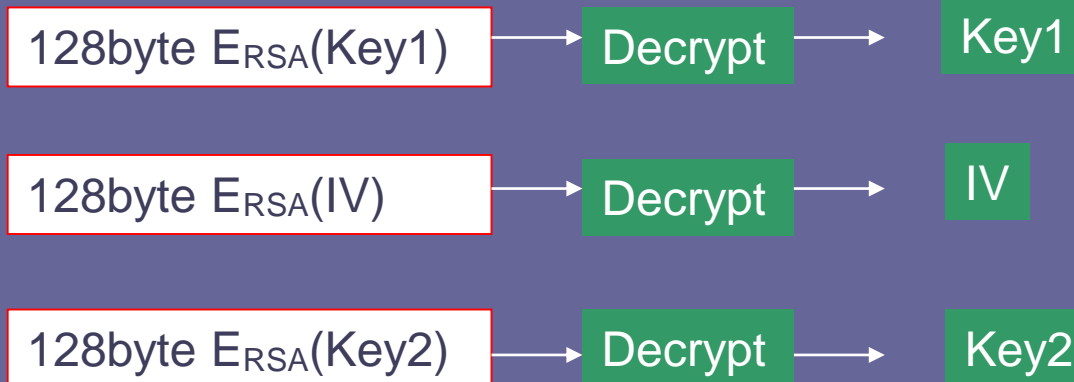 128byte ERSA(Key1) Decrypt Key1
128byte ERSA(IV) Decrypt IV
128byte ERSA(Key2) Decrypt Key2